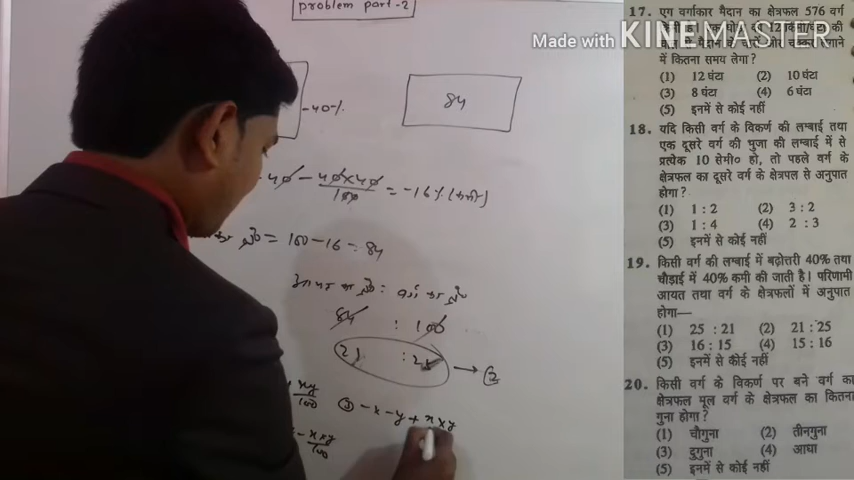 problem part-2
Made with KINEMASTER
-40%
84
40 - 40×40/100 = -16% (कमी)
= 100-16 = 84
आयत का क्षे० : वर्ग का क्षे०
84 : 100
21 : 25 → (2)
xy/100 (3) -x-y+x×y
- x×y/100
17. एग वर्गाकार मैदान का क्षेत्रफल 576 वर्ग
में कितना समय लेगा?
(1) 12 घंटा (2) 10 घंटा
(3) 8 घंटा (4) 6 घंटा
(5) इनमें से कोई नहीं
18. यदि किसी वर्ग के विकर्ण की लम्बाई तथा
एक दूसरे वर्ग की भुजा की लम्बाई में से
प्रत्येक 10 सेमी० हो, तो पहले वर्ग के
क्षेत्रफल का दूसरे वर्ग के क्षेत्रपल से अनुपात
होगा?
(1) 1 : 2 (2) 3 : 2
(3) 1 : 4 (4) 2 : 3
(5) इनमें से कोई नहीं
19. किसी वर्ग की लम्बाई में बढ़ोत्तरी 40% तथा
चौड़ाई में 40% कमी की जाती है। परिणामी
आयत तथा वर्ग के क्षेत्रफलों में अनुपात
होगा—
(1) 25 : 21 (2) 21 : 25
(3) 16 : 15 (4) 15 : 16
(5) इनमें से कोई नहीं
20. किसी वर्ग के विकर्ण पर बने वर्ग का
क्षेत्रफल मूल वर्ग के क्षेत्रफल का कितना
गुना होगा?
(1) चौगुना (2) तीनगुना
(3) दुगुना (4) आधा
(5) इनमें से कोई नहीं